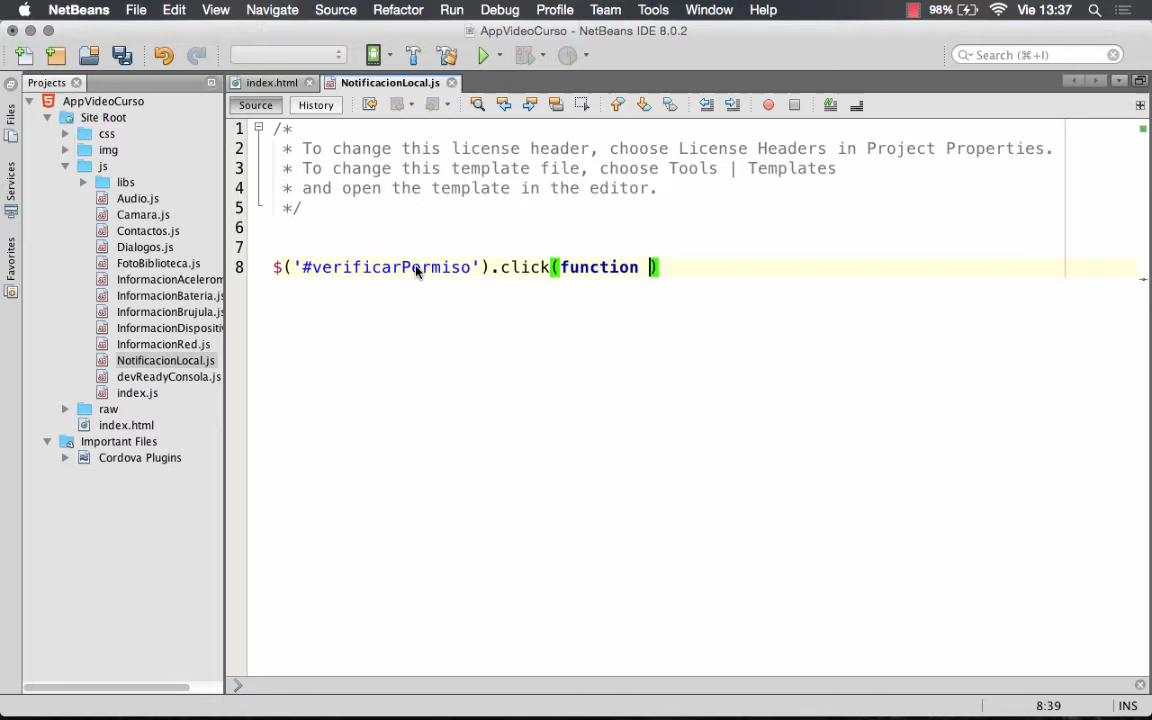 NetBeans File Edit View Navigate Source Refactor Run Debug Profile Team Tools Window Help 98% Vie 13:37
AppVideoCurso - NetBeans IDE 8.0.2
Search (⌘+I)
Projects
index.html
NotificacionLocal.js
Source History
Files
Services
Favorites
AppVideoCurso
Site Root
css
img
js
libs
Audio.js
Camara.js
Contactos.js
Dialogos.js
FotoBiblioteca.js
InformacionAcelerom
InformacionBateria.js
InformacionBrujula.js
InformacionDispositi
InformacionRed.js
NotificacionLocal.js
devReadyConsola.js
index.js
raw
index.html
Important Files
Cordova Plugins
1 /*
2 * To change this license header, choose License Headers in Project Properties.
3 * To change this template file, choose Tools | Templates
4 * and open the template in the editor.
5 */
6
7
8 $('#verificarPermiso').click(function )
8:39 INS